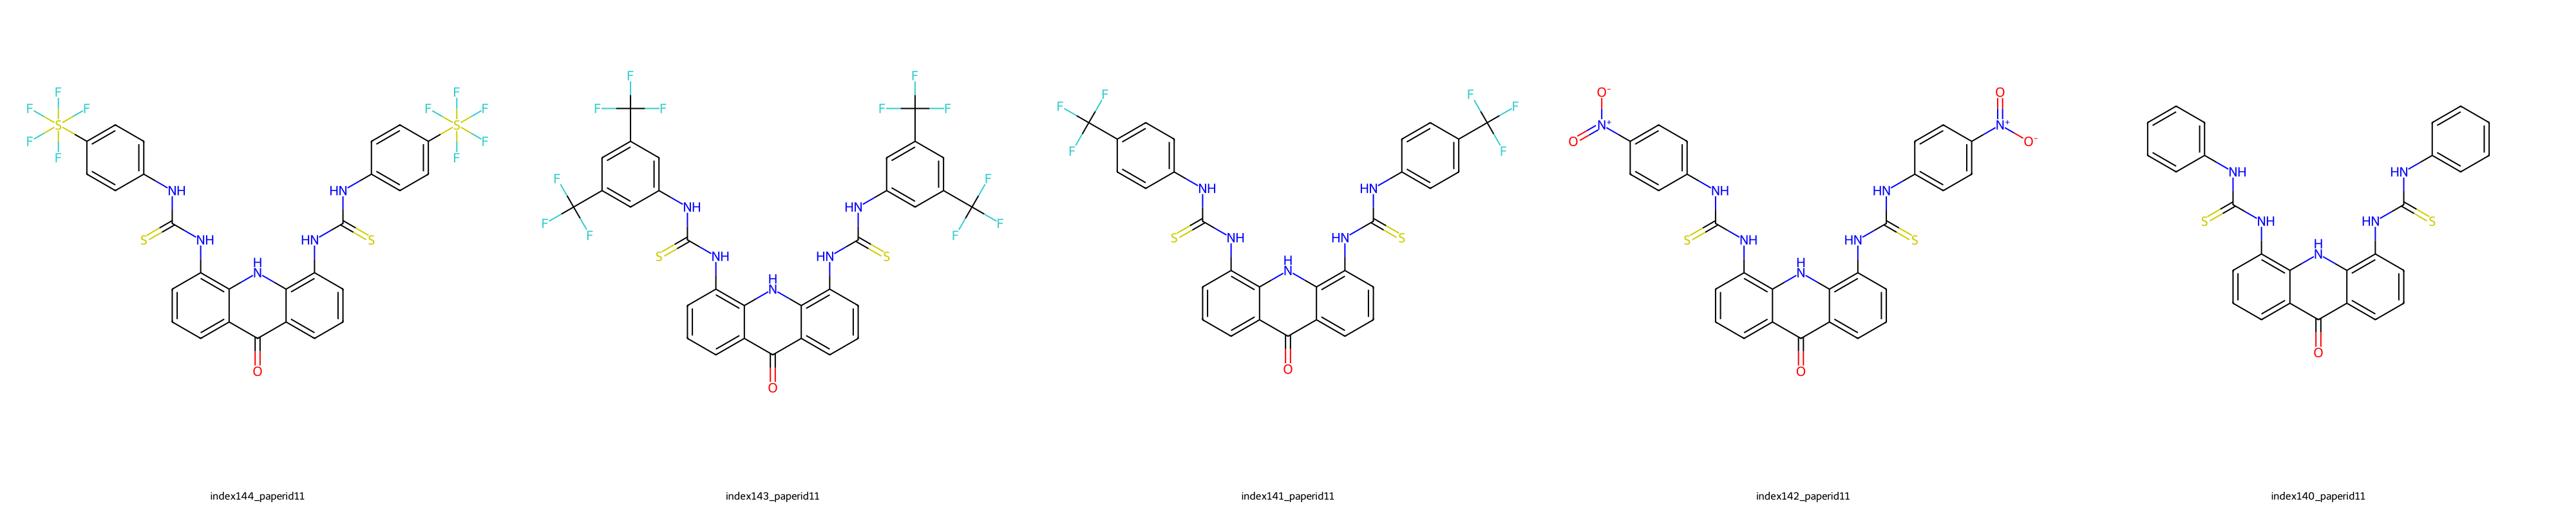 index144_paperid11
index143_paperid11
index141_paperid11
index142_paperid11
index140_paperid11
F F F F F S NH S NH HN S HN S F F F F F N H O
F F F F F F NH S NH HN S HN F F F F F F N H O
F F F NH S NH HN S HN F F F N H O
O⁻ N⁺ O NH S NH HN S HN O N⁺ O⁻ N H O
NH S NH HN S HN N H O